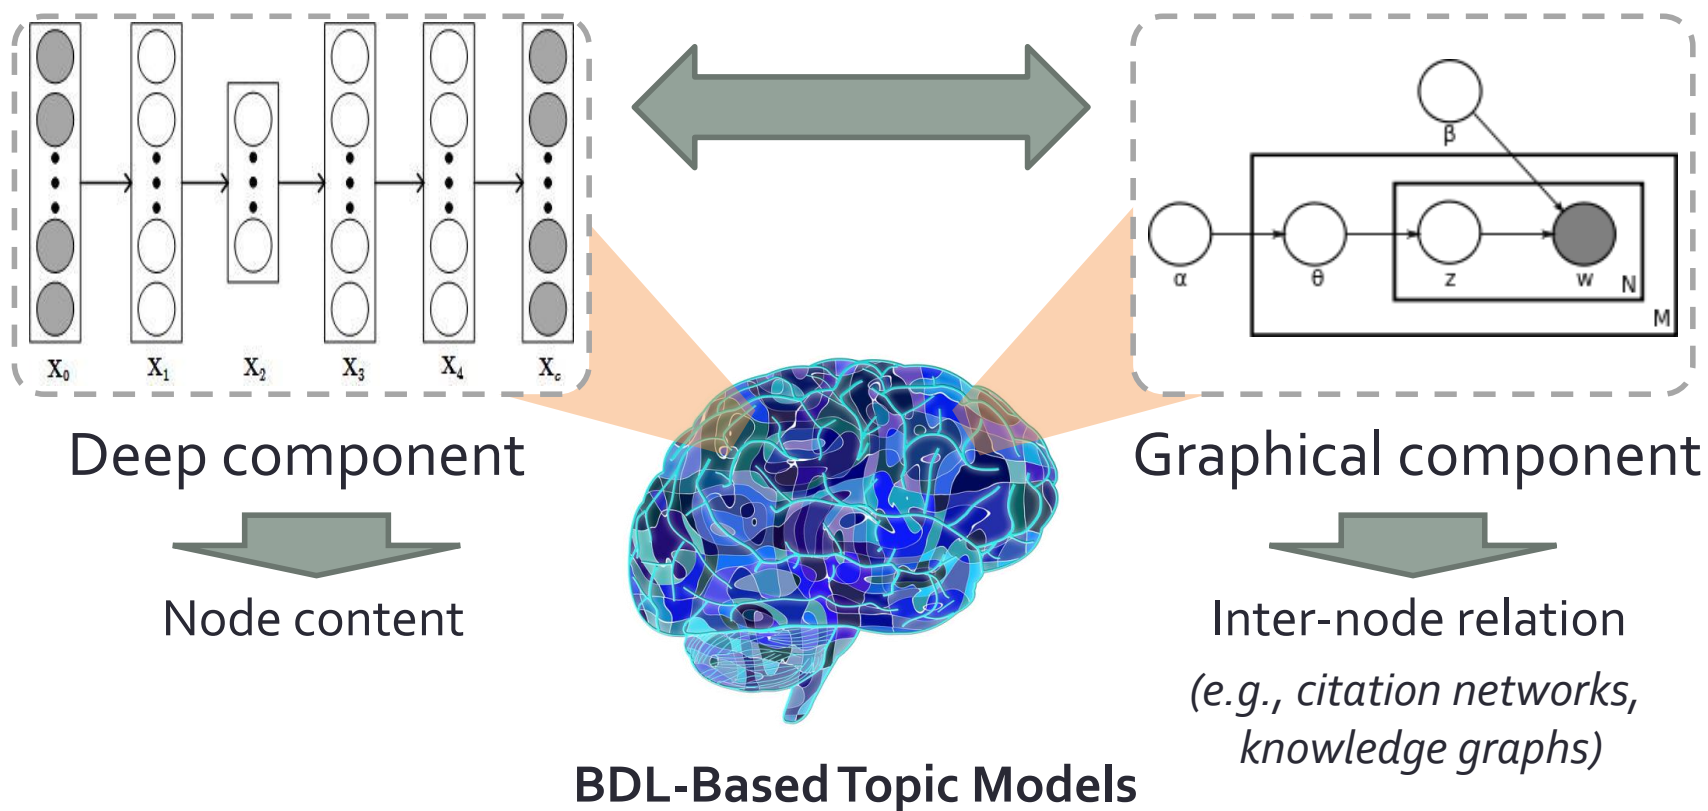 X₀ X₁ X₂ X₃ X₄ X꜀
β
α θ z w N
M
Deep component
Graphical component
Node content
Inter-node relation
(e.g., citation networks,
knowledge graphs)
BDL-Based Topic Models